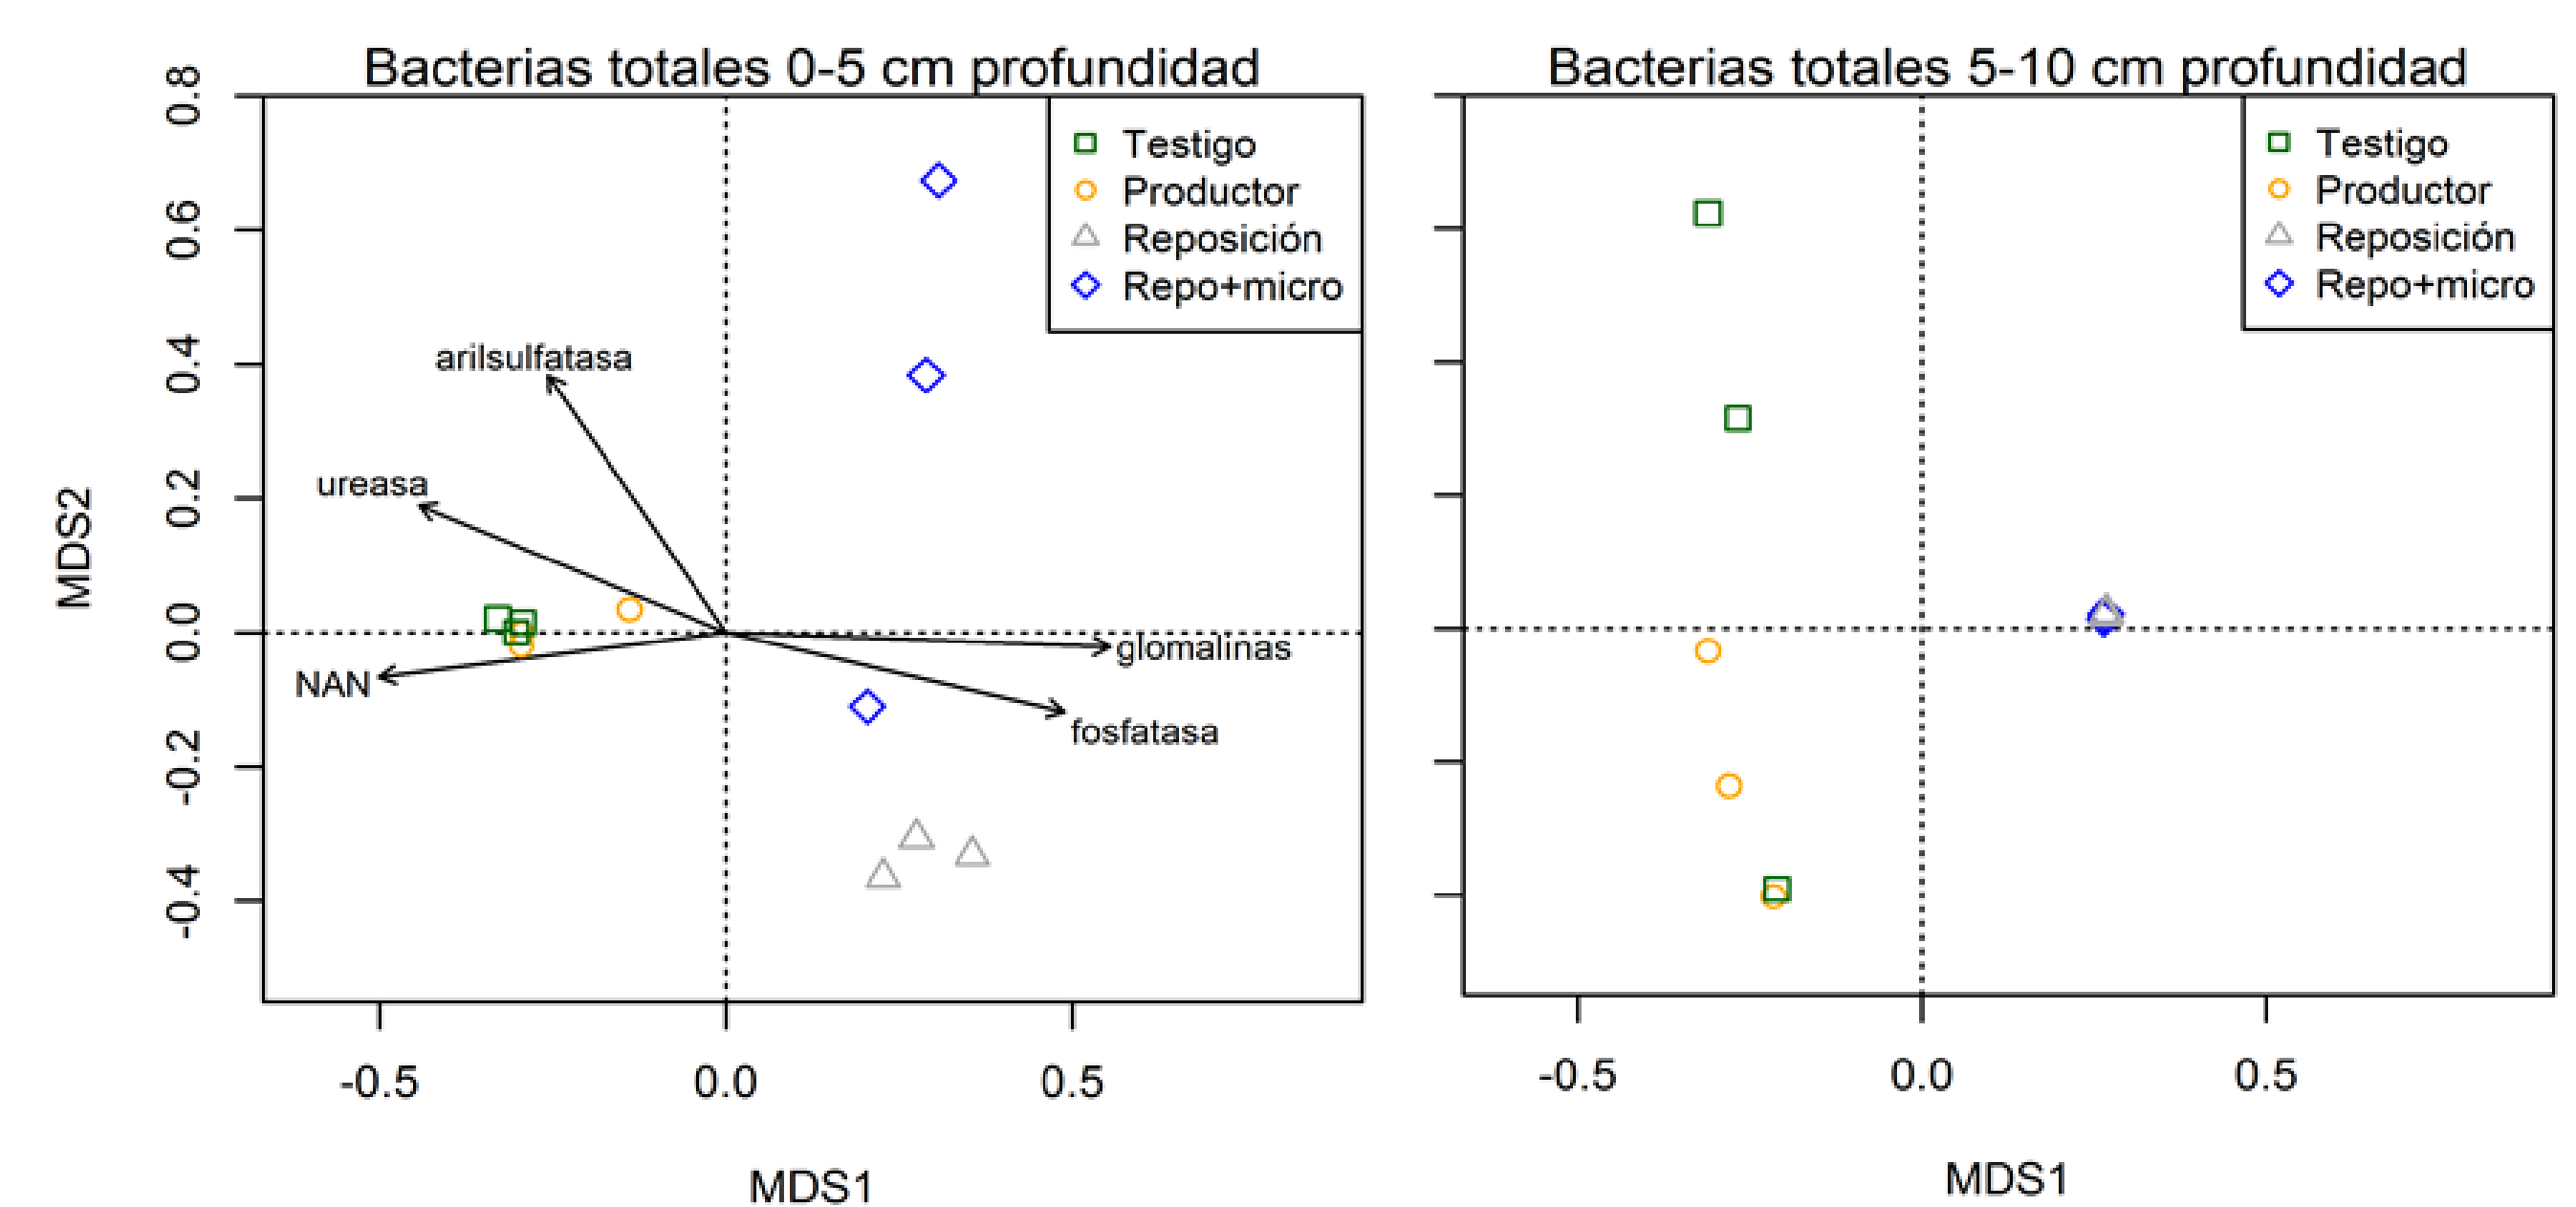 Bacterias totales 0-5 cm profundidad
Testigo
Productor
Reposición
Repo+micro
arilsulfatasa
ureasa
NAN
glomalinas
fosfatasa
MDS2
0.8
0.6
0.4
0.2
0.0
-0.2
-0.4
-0.5
0.0
0.5
MDS1
Bacterias totales 5-10 cm profundidad
Testigo
Productor
Reposición
Repo+micro
-0.5
0.0
0.5
MDS1